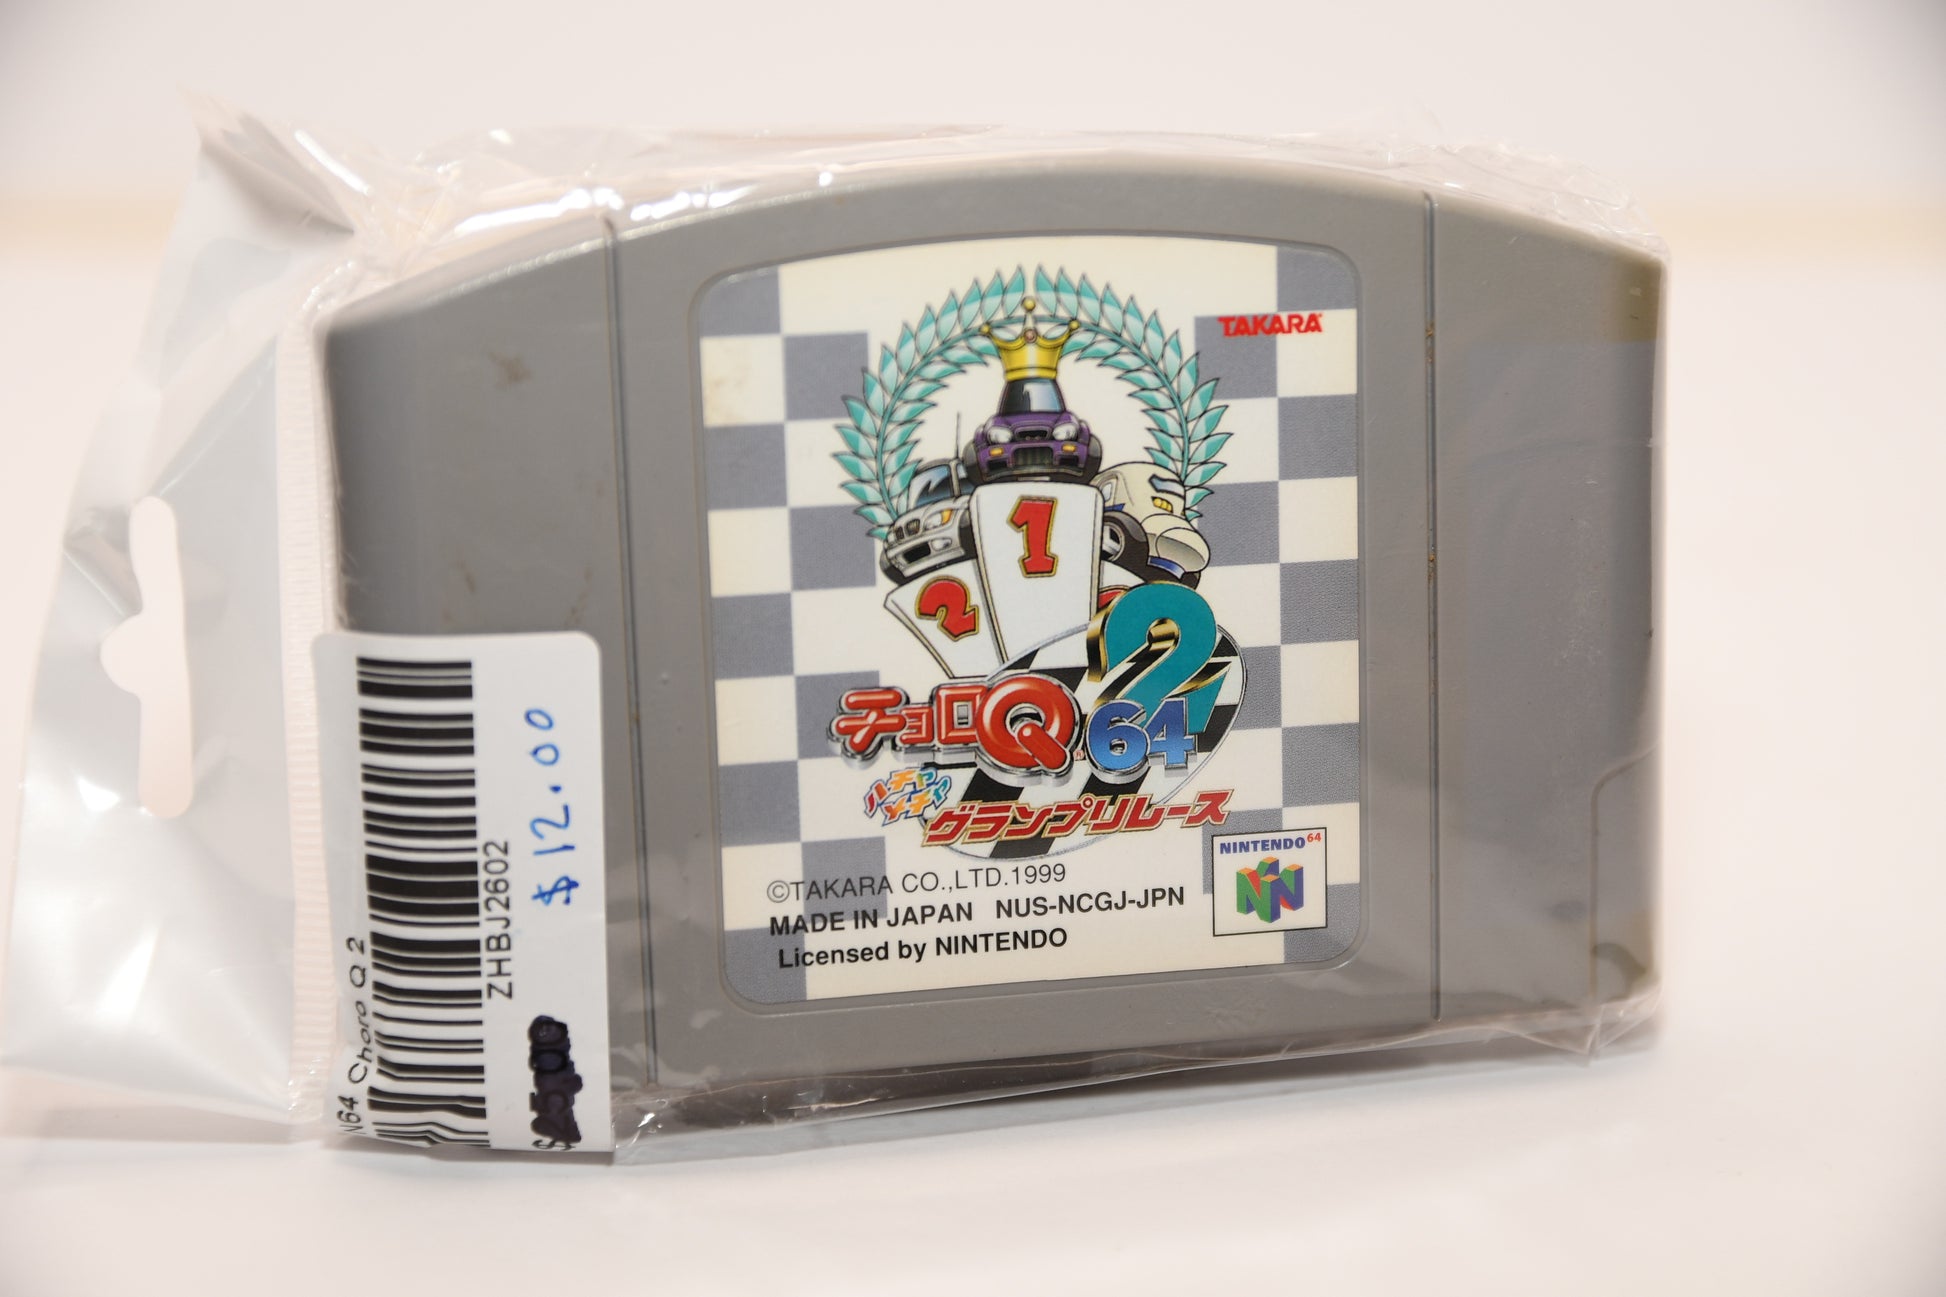 TAKARA
1
2
チョロQ 64 2
ハチャメチャ
グランプリレース
NINTENDO 64
©TAKARA CO.,LTD.1999
MADE IN JAPAN NUS-NCGJ-JPN
Licensed by NINTENDO
N64 Choro Q 2
ZHBJ2602
$12.00